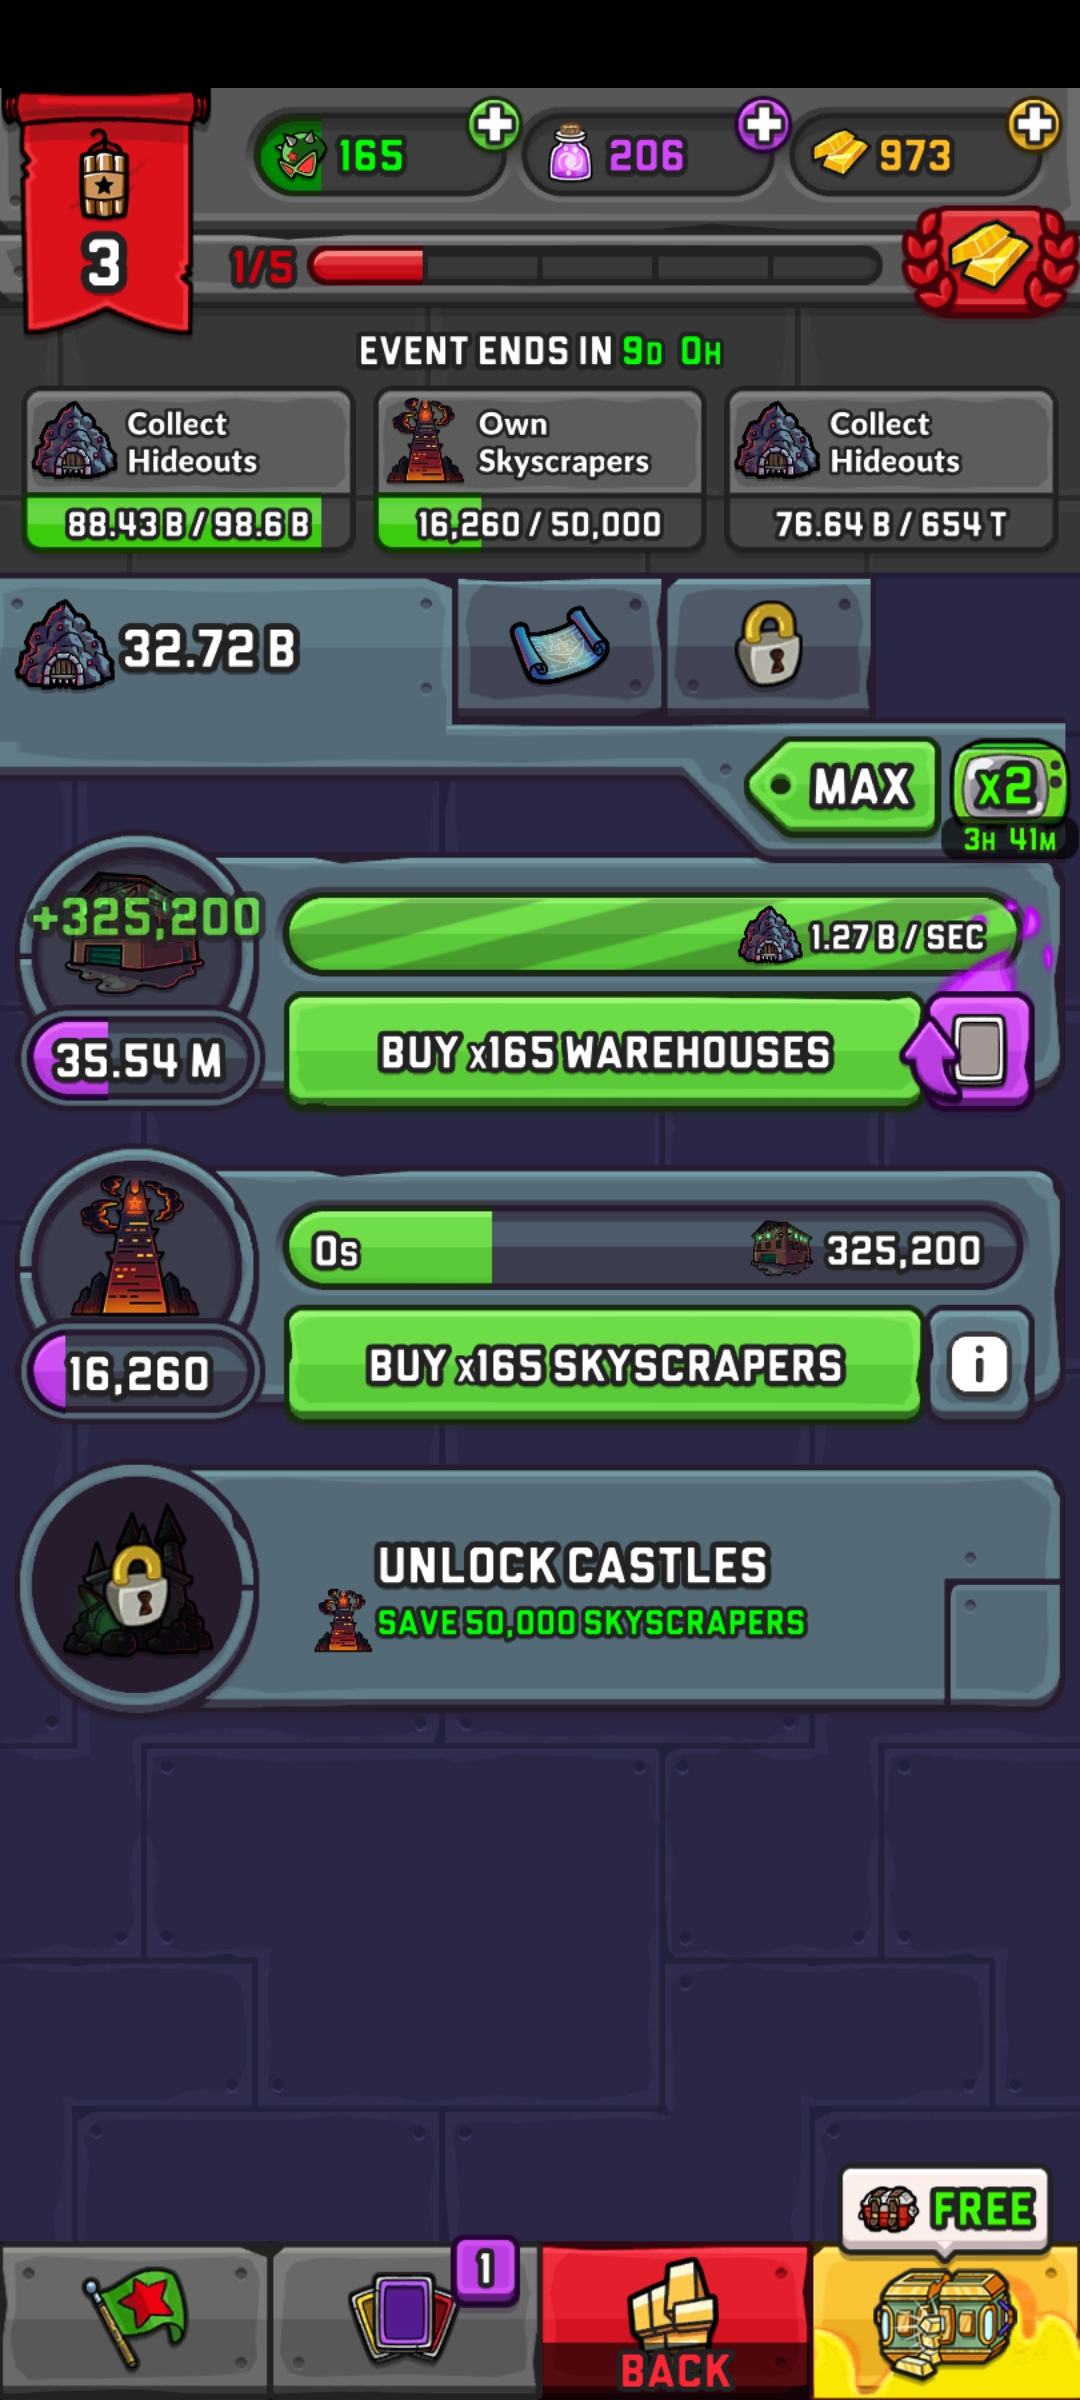 165
206
973
3
1/5
EVENT ENDS IN 9D 0H
Collect
Hideouts
88.43 B / 98.6 B
Own
Skyscrapers
16,260 / 50,000
Collect
Hideouts
76.64 B / 654 T
32.72 B
MAX
x2
3H 41M
+325,200
1.27 B / SEC
35.54 M
BUY x165 WAREHOUSES
0s
325,200
16,260
BUY x165 SKYSCRAPERS
i
UNLOCK CASTLES
SAVE 50,000 SKYSCRAPERS
FREE
1
BACK